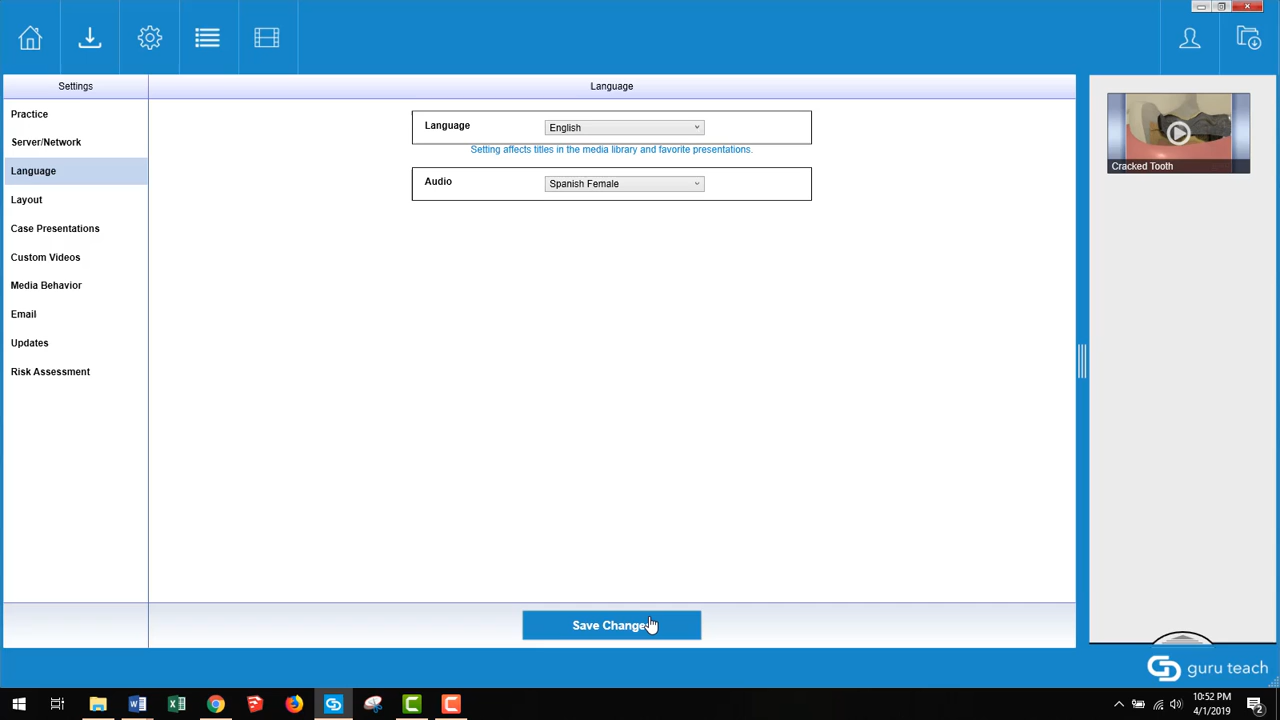 Settings
Language
Practice
Server/Network
Language
Layout
Case Presentations
Custom Videos
Media Behavior
Email
Updates
Risk Assessment
Language English
Setting affects titles in the media library and favorite presentations.
Audio Spanish Female
Save Changes
Cracked Tooth
guru teach
10:52 PM
4/1/2019
2